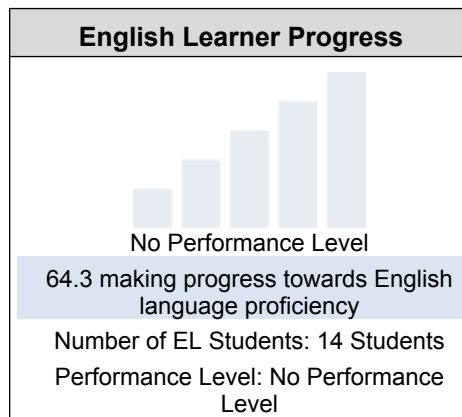 English Learner Progress
No Performance Level
64.3 making progress towards English
language proficiency
Number of EL Students: 14 Students
Performance Level: No Performance
Level